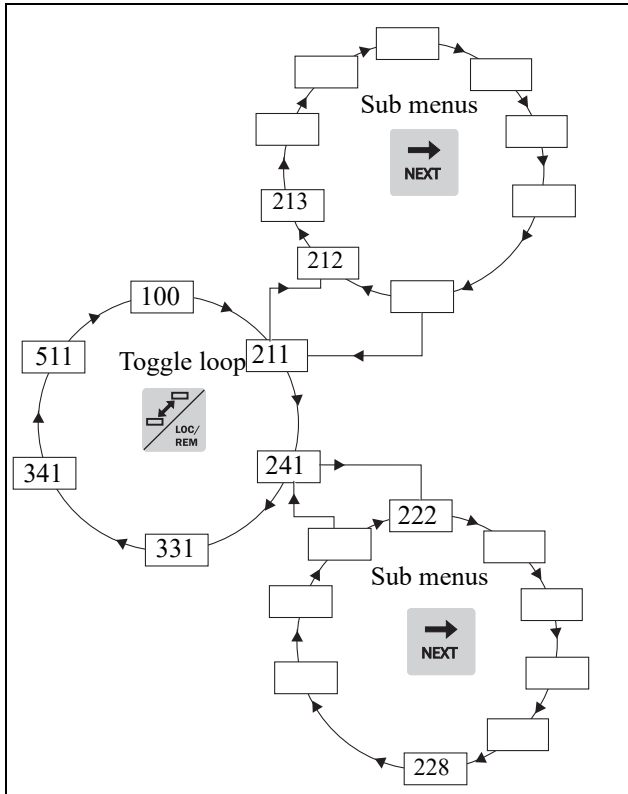 Sub menus
NEXT
213
212
100
511
Toggle loop
211
LOC/
REM
341
241
331
222
Sub menus
NEXT
228